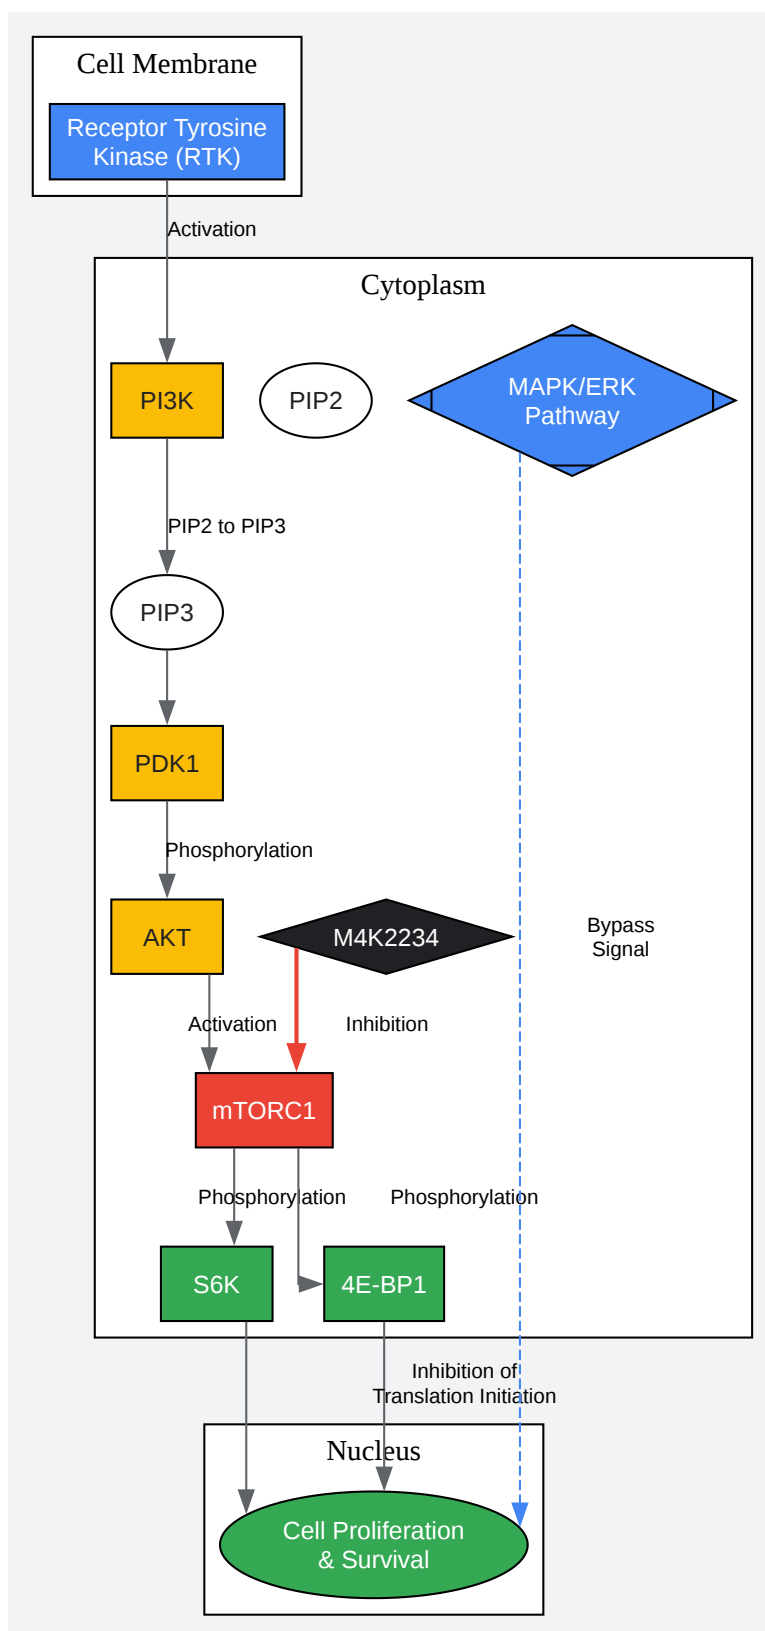 Cell Membrane
Receptor Tyrosine
Kinase (RTK)
Activation
Cytoplasm
PI3K
PIP2
MAPK/ERK
Pathway
PIP2 to PIP3
PIP3
PDK1
Phosphorylation
AKT
M4K2234
Bypass
Signal
Activation
Inhibition
mTORC1
Phosphorylation
Phosphorylation
S6K
4E-BP1
Inhibition of
Translation Initiation
Nucleus
Cell Proliferation
& Survival